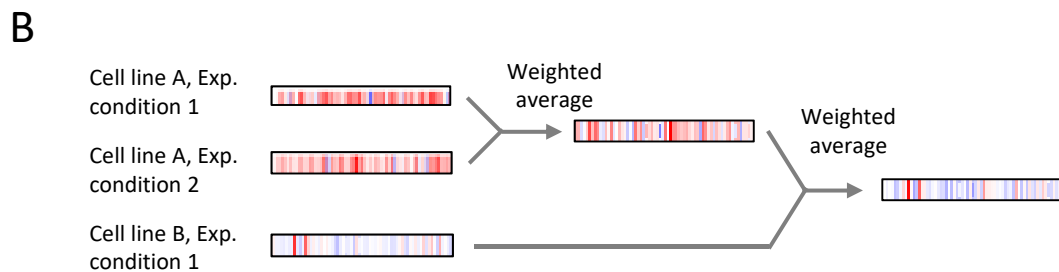 B
Cell line A, Exp.
condition 1
Weighted
average
Cell line A, Exp.
condition 2
Weighted
average
Cell line B, Exp.
condition 1